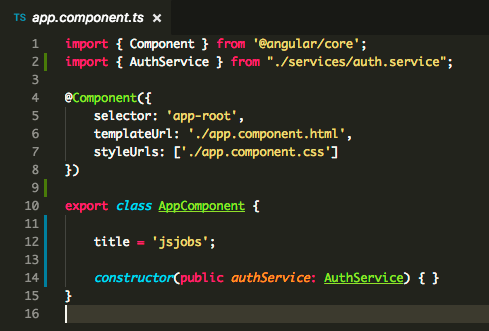 TS app.component.ts ×
1 import { Component } from '@angular/core';
2 import { AuthService } from "./services/auth.service";
3
4 @Component({
5     selector: 'app-root',
6     templateUrl: './app.component.html',
7     styleUrls: ['./app.component.css']
8 })
9
10 export class AppComponent {
11
12     title = 'jsjobs';
13
14     constructor(public authService: AuthService) { }
15 }
16